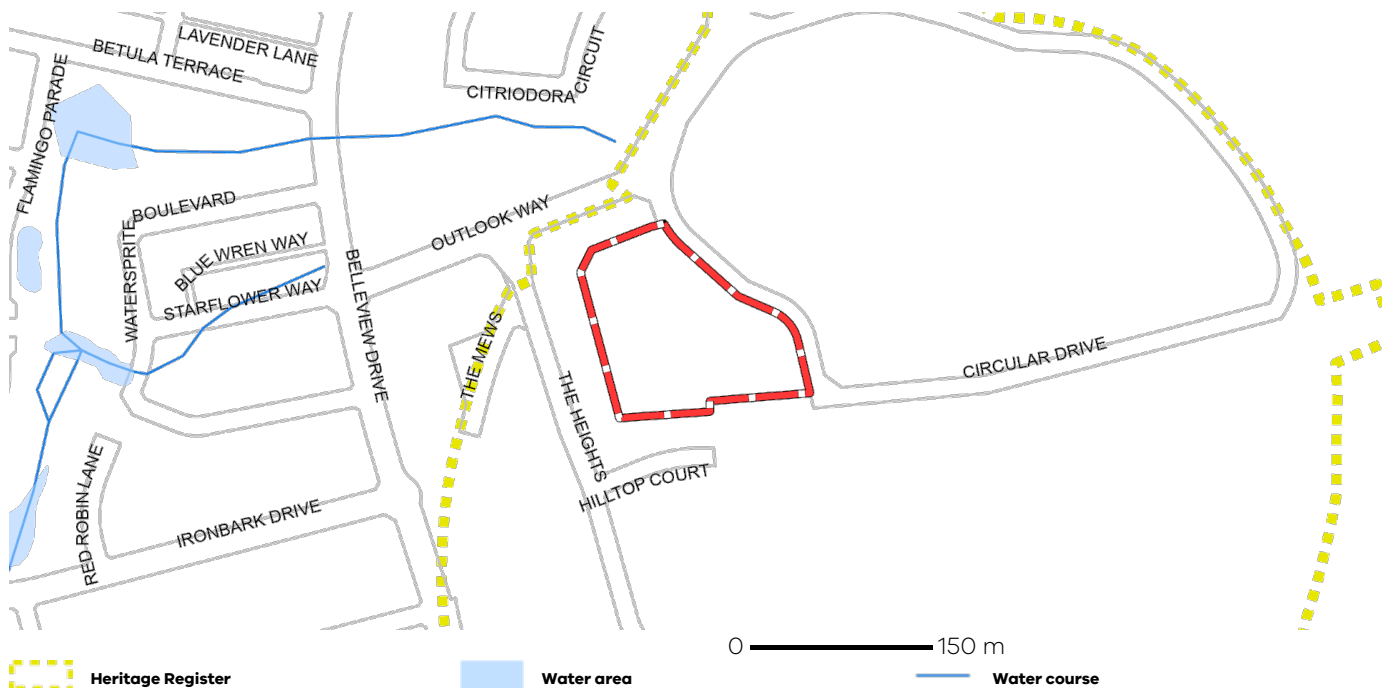 LAVENDER LANE
BETULA TERRACE
CIRCUIT
CITRIODORA
FLAMINGO PARADE
BOULEVARD
OUTLOOK WAY
WATERSPRITE
BLUE WREN WAY
STARFLOWER WAY
BELLEVIEW DRIVE
THE MEWS
CIRCULAR DRIVE
THE HEIGHTS
RED ROBIN LANE
HILLTOP COURT
IRONBARK DRIVE
0 150 m
Heritage Register Water area Water course